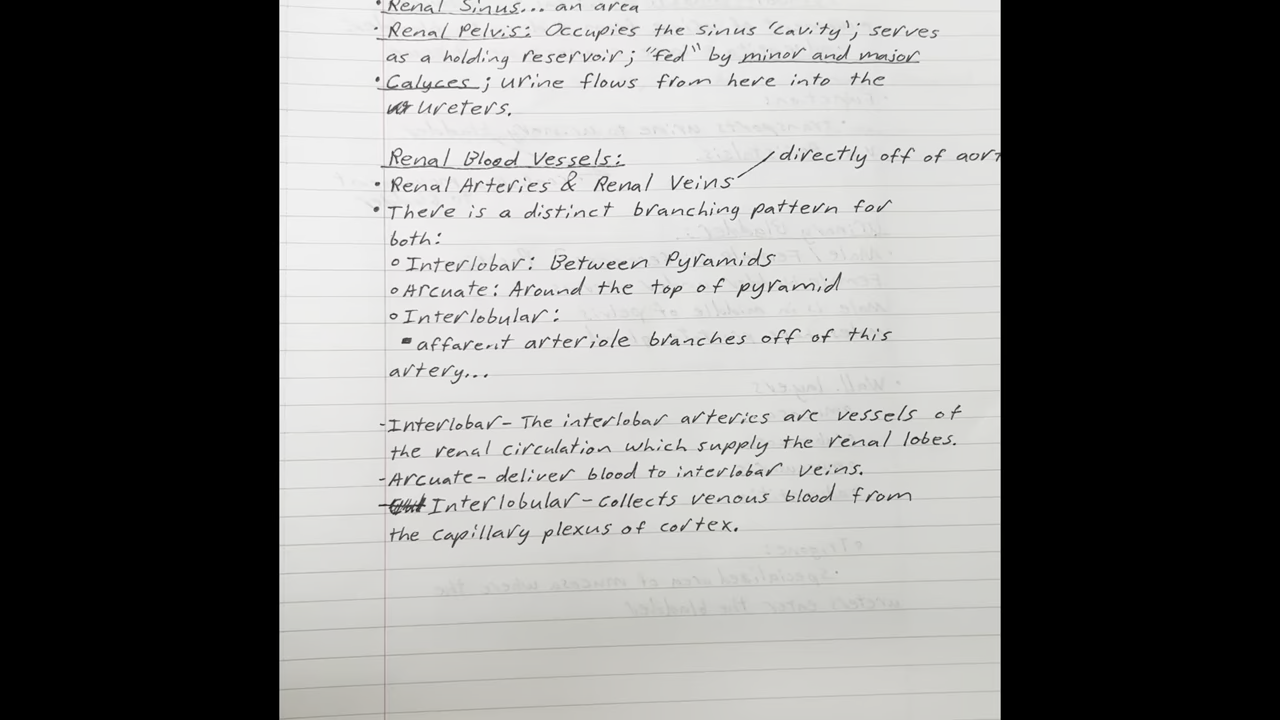 • Renal Sinus... an area
• Renal Pelvis: Occupies the sinus 'cavity'; serves
as a holding reservoir; "fed" by minor and major
• Calyces; urine flows from here into the
ureters.
Renal Blood Vessels:
directly off of aort
• Renal Arteries & Renal Veins
• There is a distinct branching pattern for
both:
o Interlobar: Between Pyramids
o Arcuate: Around the top of pyramid
o Interlobular:
▪ affarent arteriole branches off of this
artery...
- Interlobar - The interlobar arteries are vessels of
the renal circulation which supply the renal lobes.
- Arcuate - deliver blood to interlobar veins.
- Interlobular - collects venous blood from
the capillary plexus of cortex.